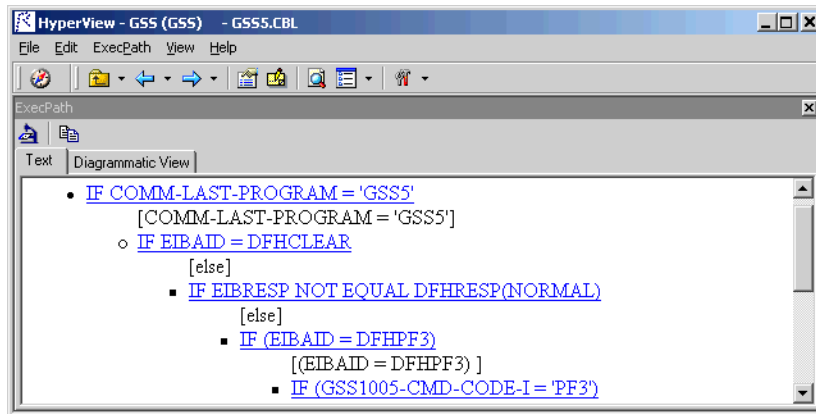 HyperView - GSS (GSS) - GSS5.CBL
File Edit ExecPath View Help
ExecPath
Text Diagrammatic View
• IF COMM-LAST-PROGRAM = 'GSS5'
[COMM-LAST-PROGRAM = 'GSS5']
o IF EIBAID = DFHCLEAR
[else]
▪ IF EIBRESP NOT EQUAL DFHRESP(NORMAL)
[else]
▪ IF (EIBAID = DFHPF3)
[(EIBAID = DFHPF3) ]
▪ IF (GSS1005-CMD-CODE-I = 'PF3')